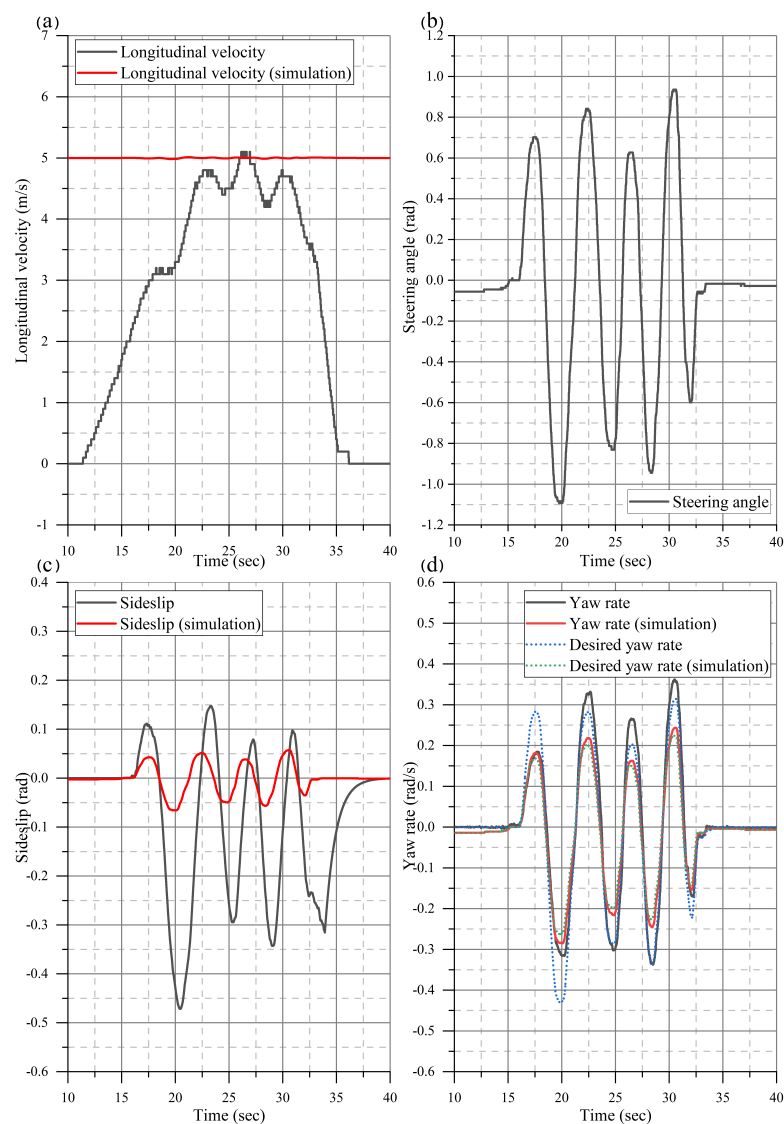 (a)
7
6
5
4
3
2
1
0
-1
Longitudinal velocity (m/s)
Longitudinal velocity
Longitudinal velocity (simulation)
10 15 20 25 30 35 40
Time (sec)
(b)
1.2
1.0
0.8
0.6
0.4
0.2
0.0
-0.2
-0.4
-0.6
-0.8
-1.0
-1.2
Steering angle (rad)
Steering angle
10 15 20 25 30 35 40
Time (sec)
(c)
0.4
0.3
0.2
0.1
0.0
-0.1
-0.2
-0.3
-0.4
-0.5
-0.6
Sideslip (rad)
Sideslip
Sideslip (simulation)
10 15 20 25 30 35 40
Time (sec)
(d)
0.6
0.5
0.4
0.3
0.2
0.1
0.0
-0.1
-0.2
-0.3
-0.4
-0.5
-0.6
Yaw rate (rad/s)
Yaw rate
Yaw rate (simulation)
Desired yaw rate
Desired yaw rate (simulation)
10 15 20 25 30 35 40
Time (sec)